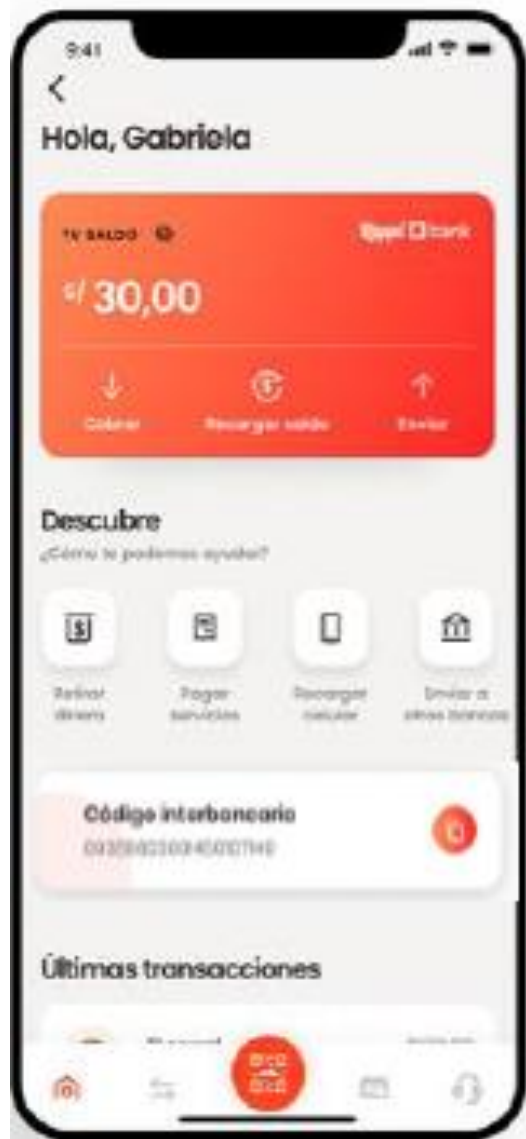 9:41
Hola, Gabriela
TU SALDO
bank
S/ 30,00
Cobrar
Recargar saldo
Enviar
Descubre
¿Cómo te podemos ayudar?
Retirar dinero
Pagar servicios
Recargar celular
Enviar a otros bancos
Código interbancario
Últimas transacciones